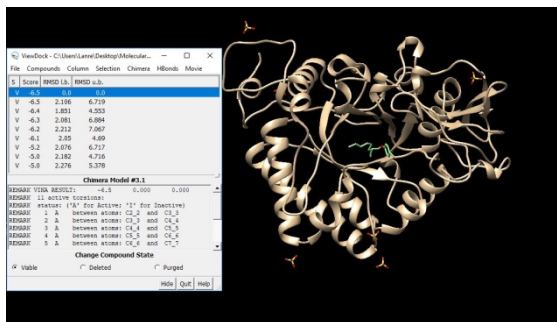 ViewDock - C:\Users\Lanre\Desktop\Molecular...
File Compounds Column Selection Chimera HBonds Movie
S Score RMSD l.b. RMSD u.b.
V -6.5 0.0 0.0
V -6.5 2.106 6.719
V -6.4 1.851 4.553
V -6.3 2.081 6.884
V -6.2 2.212 7.067
V -6.1 2.05 4.69
V -5.2 2.076 6.717
V -5.0 2.182 4.716
V -5.0 2.276 5.378
Chimera Model #3.1
REMARK VINA RESULT: -6.5 0.000 0.000
REMARK 11 active torsions:
REMARK status: ('A' for Active; 'I' for Inactive)
REMARK 1 A between atoms: C2_2 and C3_3
REMARK 2 A between atoms: C3_3 and C4_4
REMARK 3 A between atoms: C4_4 and C5_5
REMARK 4 A between atoms: C5_5 and C6_6
REMARK 5 A between atoms: C6_6 and C7_7
Change Compound State
Viable Deleted Purged
Hide Quit Help